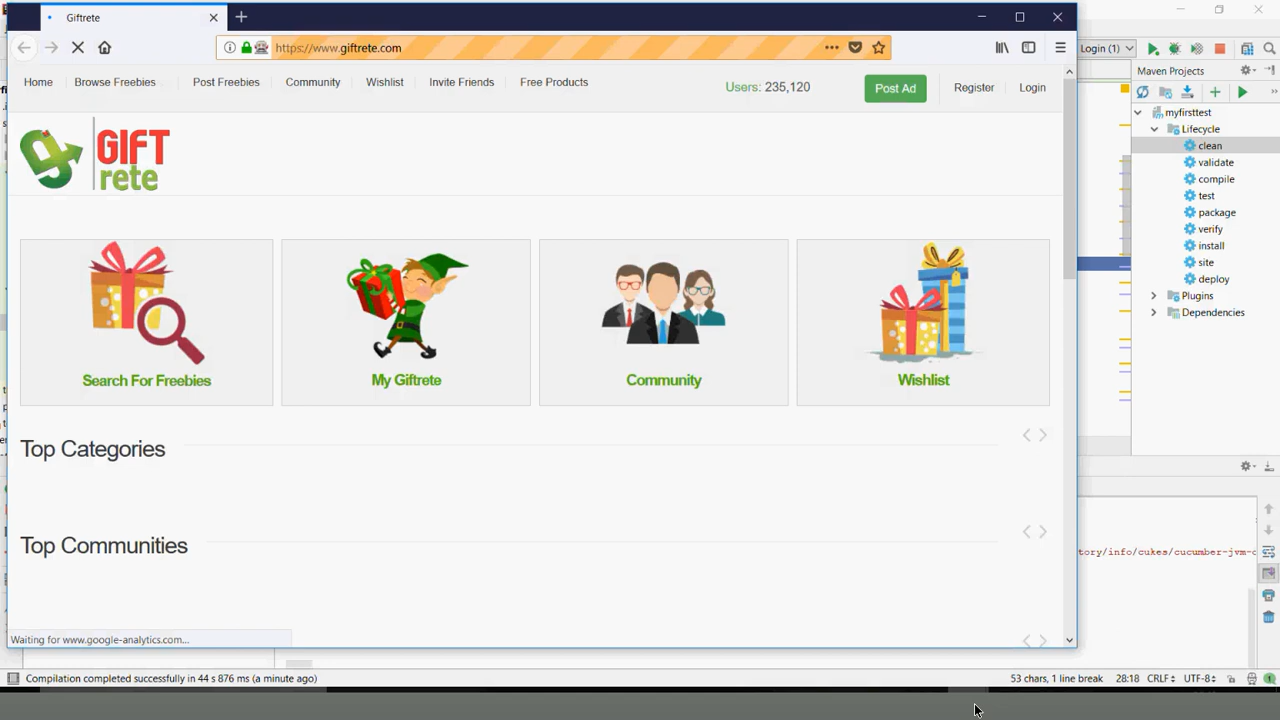 Giftrete
https://www.giftrete.com
Login (1)
Home Browse Freebies Post Freebies Community Wishlist Invite Friends Free Products
Users: 235,120
Post Ad
Register
Login
GIFT
rete
Search For Freebies
My Giftrete
Community
Wishlist
Top Categories
Top Communities
Waiting for www.google-analytics.com...
Maven Projects
myfirsttest
Lifecycle
clean
validate
compile
test
package
verify
install
site
deploy
Plugins
Dependencies
tory/info/cukes/cucumber-jvm-
Compilation completed successfully in 44 s 876 ms (a minute ago)
53 chars, 1 line break 28:18 CRLF UTF-8